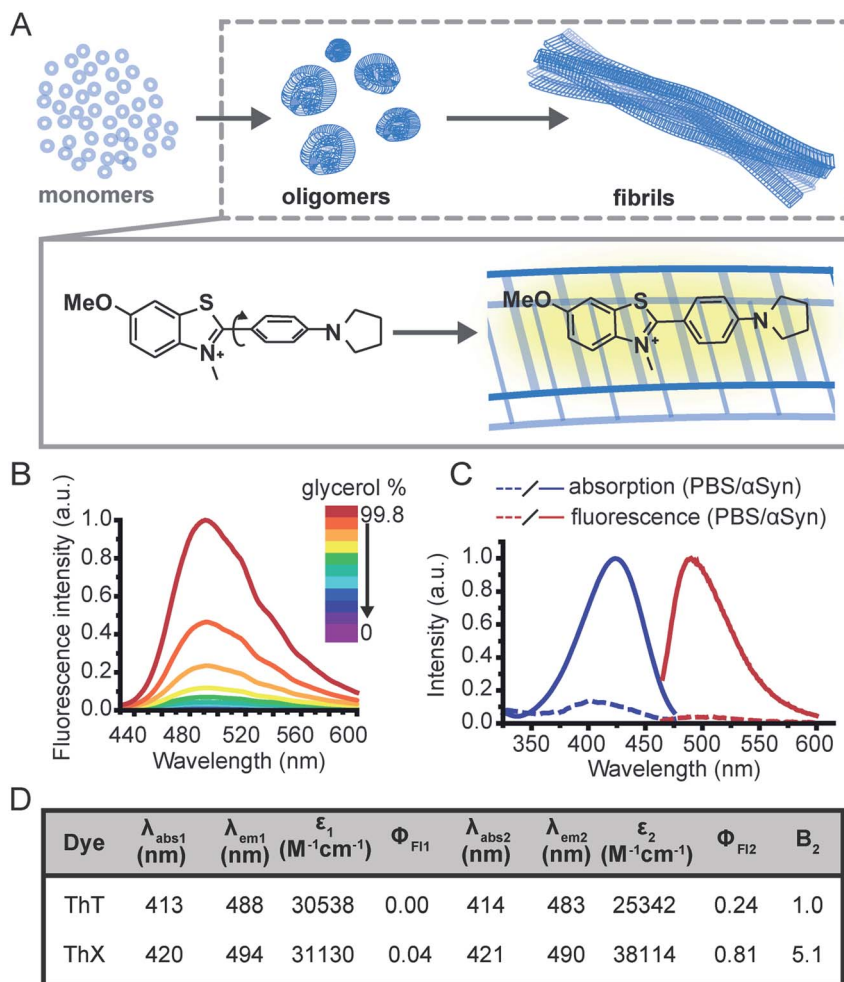 A
monomers
oligomers
fibrils
MeO
S
N
+
N
MeO
S
N
+
N
B
glycerol %
99.8
0
Fluorescence intensity (a.u.)
1.0
0.8
0.6
0.4
0.2
0.0
440 480 520 560 600
Wavelength (nm)
C
absorption (PBS/αSyn)
fluorescence (PBS/αSyn)
Intensity (a.u.)
1.0
0.8
0.6
0.4
0.2
0.0
350 400 450 500 550 600
Wavelength (nm)
D
Dye λabs1 (nm) λem1 (nm) ε1 (M-1cm-1) ΦFl1 λabs2 (nm) λem2 (nm) ε2 (M-1cm-1) ΦFl2 B2
ThT 413 488 30538 0.00 414 483 25342 0.24 1.0
ThX 420 494 31130 0.04 421 490 38114 0.81 5.1